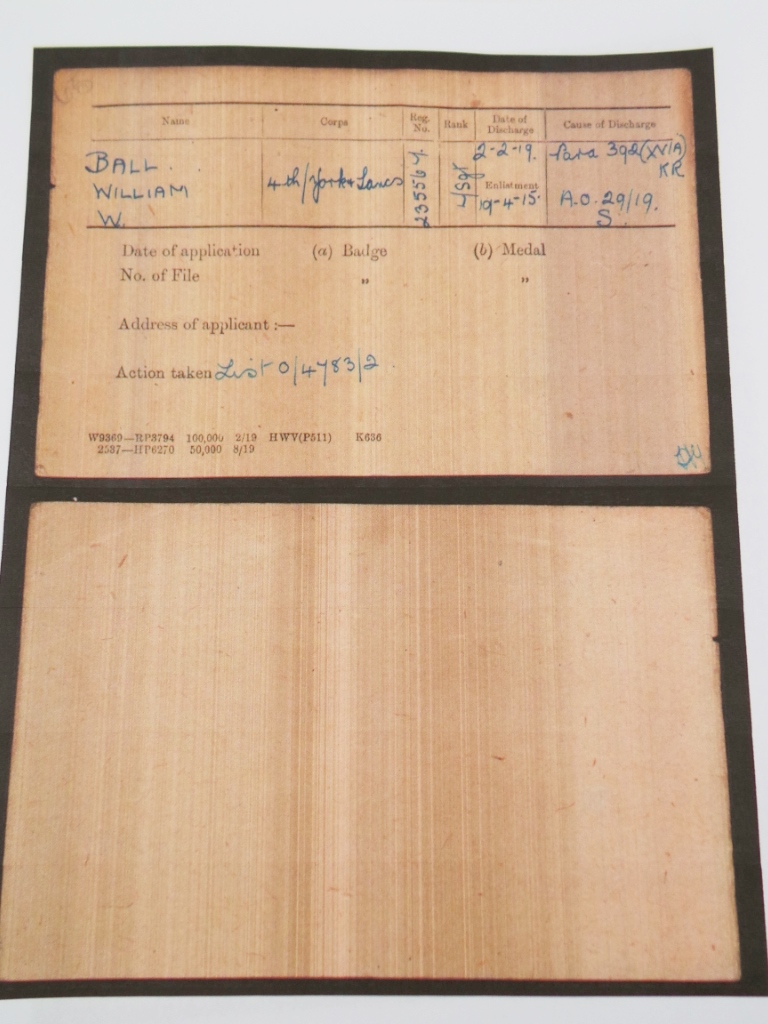 Name Corps Reg. No. Rank Date of Discharge Cause of Discharge
BALL. 4th/York & Lancs 235567 L/Sgt 2-2-19. Para 392(XVIA)
WILLIAM Enlistment KR
W. 19-4-15. A.O. 29/19.
S.
Date of application (a) Badge (b) Medal
No. of File " "
Address of applicant :—
Action taken List 0/4783/2
W9369—RP3794 100,000 2/19 HWV(P511) K636
2537—HP6270 50,000 8/19